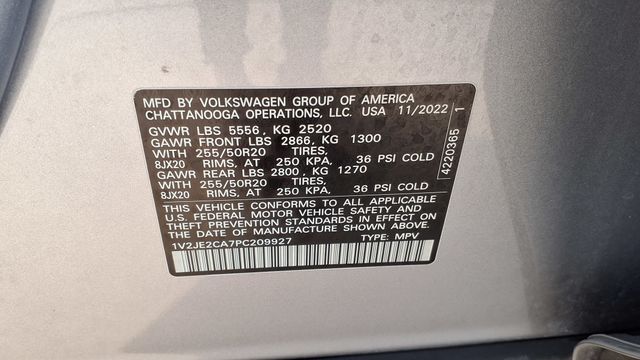 MFD BY VOLKSWAGEN GROUP OF AMERICA
CHATTANOOGA OPERATIONS, LLC. USA 11/2022
GVWR LBS 5556, KG 2520
GAWR FRONT LBS 2866, KG 1300
WITH 255/50R20 TIRES,
8JX20 RIMS, AT 250 KPA, 36 PSI COLD
GAWR REAR LBS 2800, KG 1270
WITH 255/50R20 TIRES,
8JX20 RIMS, AT 250 KPA, 36 PSI COLD
THIS VEHICLE CONFORMS TO ALL APPLICABLE
U.S. FEDERAL MOTOR VEHICLE SAFETY AND
THEFT PREVENTION STANDARDS IN EFFECT ON
THE DATE OF MANUFACTURE SHOWN ABOVE.
1V2JE2CA7PC209927 TYPE: MPV
4220365 1